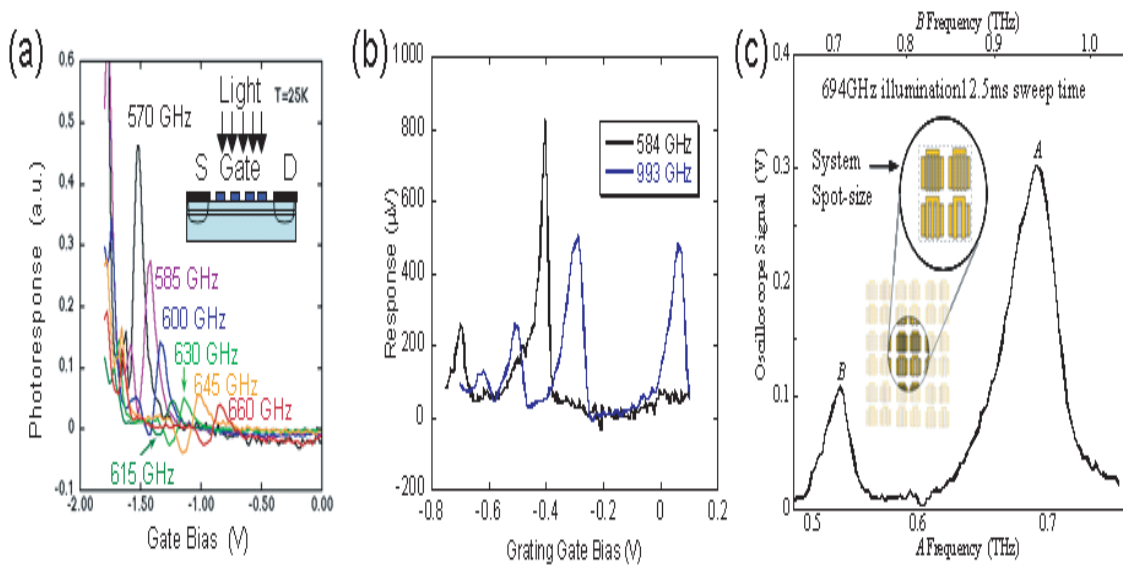 (a)
Photoresponse (a.u.)
0.6
0.5
0.4
0.3
0.2
0.1
0
-0.1
-2.00
-1.50
-1.00
-0.50
0.00
Gate Bias (V)
Light
T=25K
S Gate D
570 GHz
585 GHz
600 GHz
630 GHz
645 GHz
660 GHz
615 GHz
(b)
Response (µV)
1000
800
600
400
200
0
-200
-0.8
-0.6
-0.4
-0.2
0
0.2
Grating Gate Bias (V)
584 GHz
993 GHz
(c)
B Frequency (THz)
0.7
0.8
0.9
1.0
Oscilloscope Signal (V)
0.4
0.3
0.2
0.1
0
694GHz illumination12.5ms sweep time
System
Spot-size
A
B
0.5
0.6
0.7
A Frequency (THz)